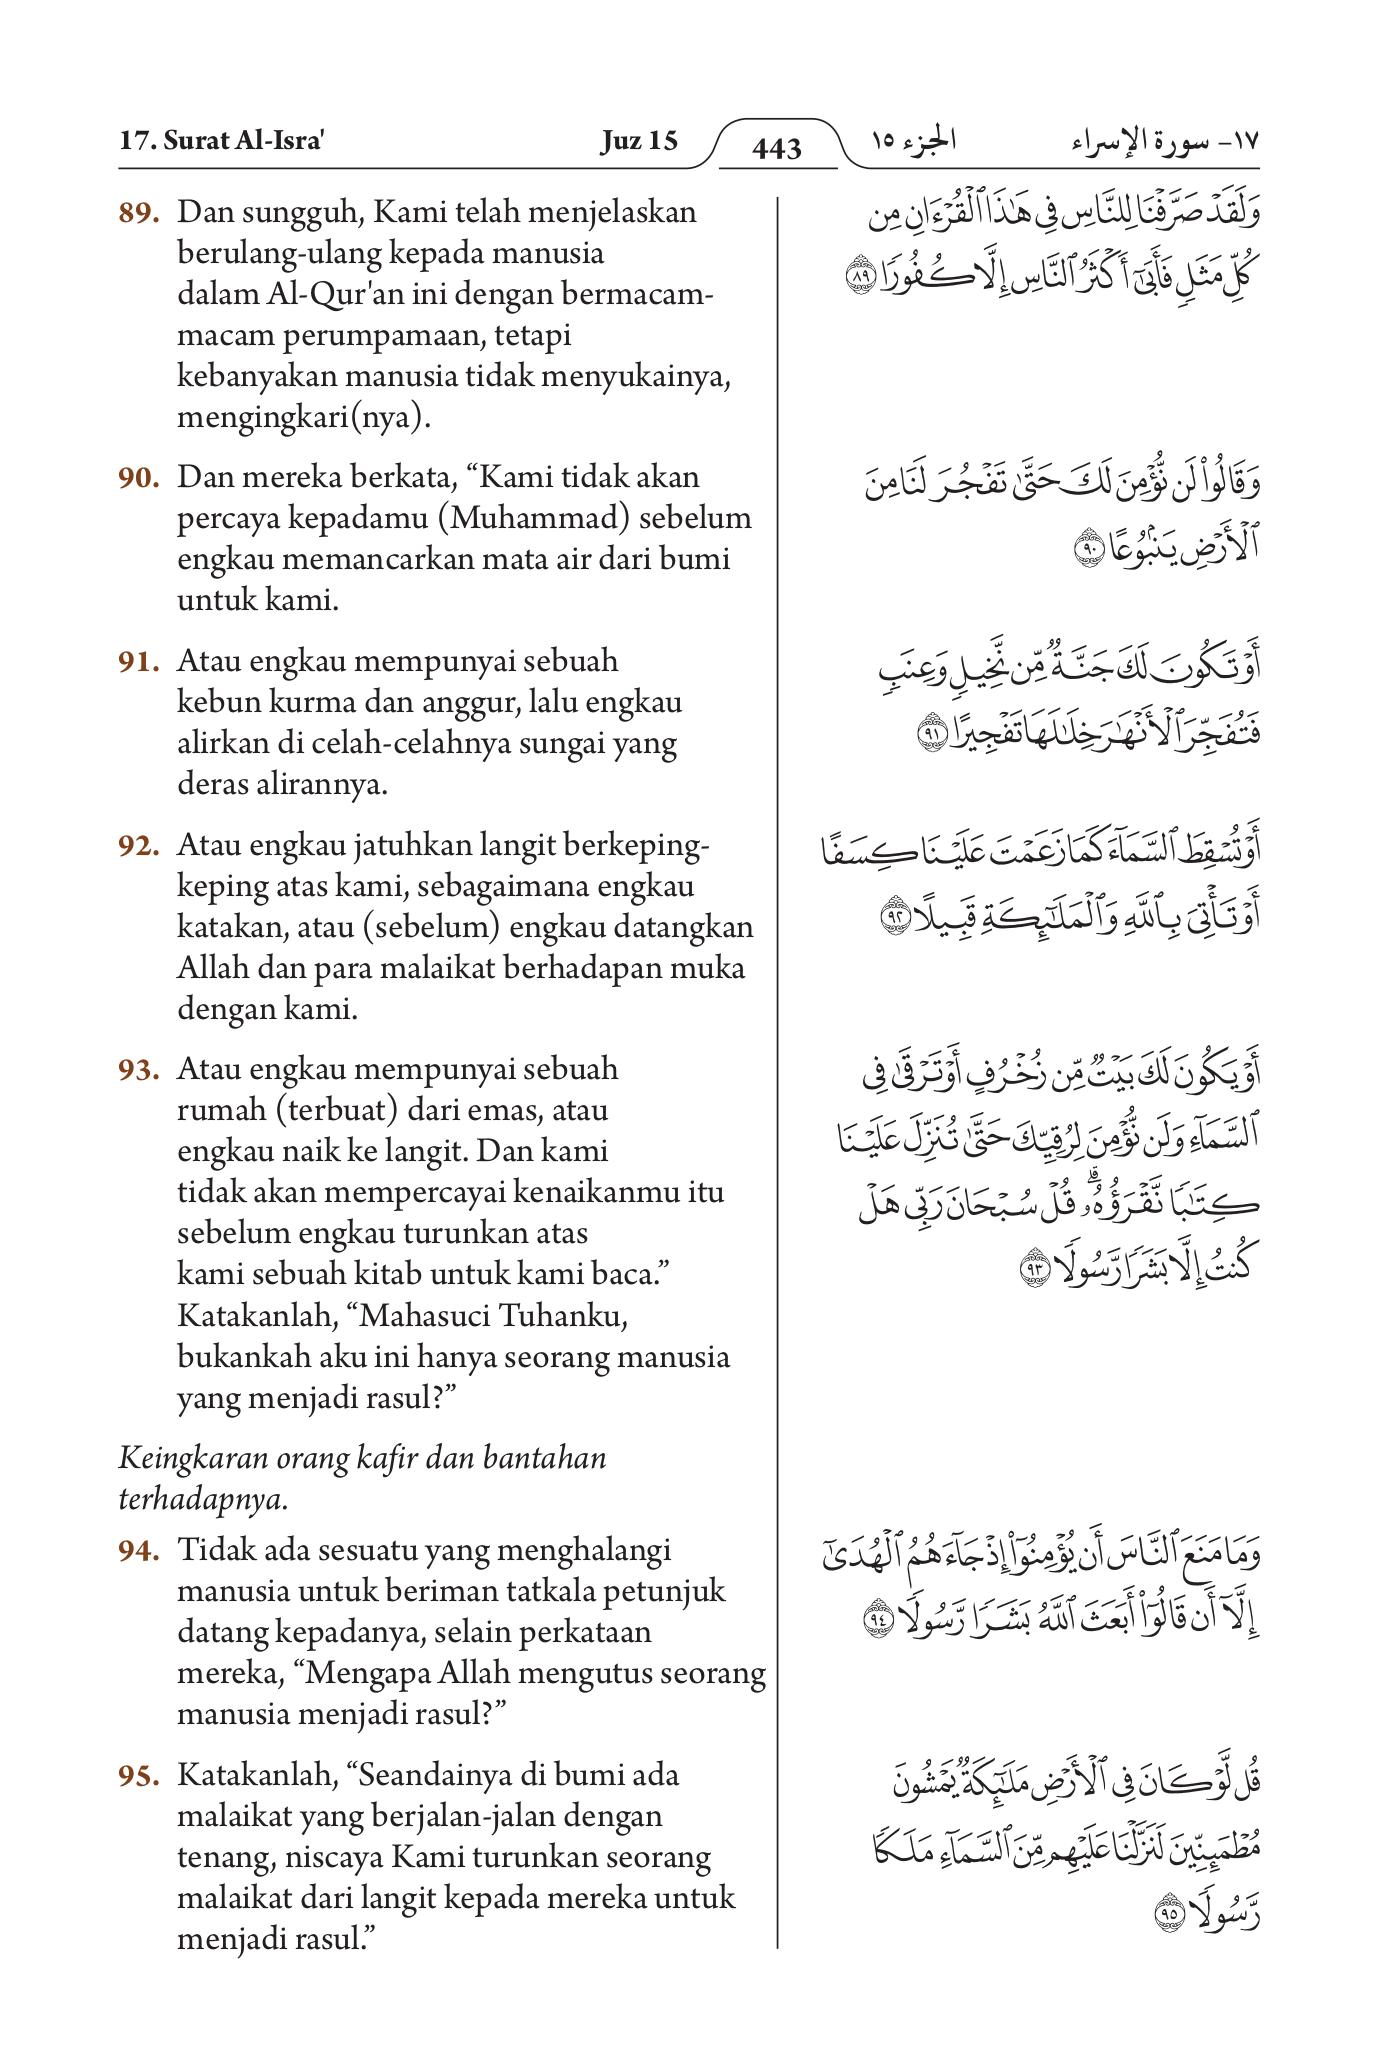 17. Surat Al-Isra'
Juz 15
443
الجزء ١٥
١٧- سورة الإسراء
89. Dan sungguh, Kami telah menjelaskan
berulang-ulang kepada manusia
dalam Al-Qur'an ini dengan bermacam-
macam perumpamaan, tetapi
kebanyakan manusia tidak menyukainya,
mengingkari(nya).
وَلَقَدْ صَرَّفْنَا لِلنَّاسِ فِي هَٰذَا ٱلْقُرْءَانِ مِن
كُلِّ مَثَلٍ فَأَبَىٰٓ أَكْثَرُ ٱلنَّاسِ إِلَّا كُفُورًا ٨٩
90. Dan mereka berkata, “Kami tidak akan
percaya kepadamu (Muhammad) sebelum
engkau memancarkan mata air dari bumi
untuk kami.
وَقَالُوا۟ لَن نُّؤْمِنَ لَكَ حَتَّىٰ تَفْجُرَ لَنَا مِنَ
ٱلْأَرْضِ يَنۢبُوعًا ٩٠
91. Atau engkau mempunyai sebuah
kebun kurma dan anggur, lalu engkau
alirkan di celah-celahnya sungai yang
deras alirannya.
أَوْ تَكُونَ لَكَ جَنَّةٌ مِّن نَّخِيلٍ وَعِنَبٍ
فَتُفَجِّرَ ٱلْأَنْهَٰرَ خِلَٰلَهَا تَفْجِيرًا ٩١
92. Atau engkau jatuhkan langit berkeping-
keping atas kami, sebagaimana engkau
katakan, atau (sebelum) engkau datangkan
Allah dan para malaikat berhadapan muka
dengan kami.
أَوْ تُسْقِطَ ٱلسَّمَآءَ كَمَا زَعَمْتَ عَلَيْنَا كِسَفًا
أَوْ تَأْتِيَ بِٱللَّهِ وَٱلْمَلَٰٓئِكَةِ قَبِيلًا ٩٢
93. Atau engkau mempunyai sebuah
rumah (terbuat) dari emas, atau
engkau naik ke langit. Dan kami
tidak akan mempercayai kenaikanmu itu
sebelum engkau turunkan atas
kami sebuah kitab untuk kami baca.”
Katakanlah, “Mahasuci Tuhanku,
bukankah aku ini hanya seorang manusia
yang menjadi rasul?”
أَوْ يَكُونَ لَكَ بَيْتٌ مِّن زُخْرُفٍ أَوْ تَرْقَىٰ فِي
ٱلسَّمَآءِ وَلَن نُّؤْمِنَ لِرُقِيِّكَ حَتَّىٰ تُنَزِّلَ عَلَيْنَا
كِتَٰبًا نَّقْرَؤُهُۥ ۗ قُلْ سُبْحَانَ رَبِّي هَلْ
كُنتُ إِلَّا بَشَرًا رَّسُولًا ٩٣
Keingkaran orang kafir dan bantahan
terhadapnya.
94. Tidak ada sesuatu yang menghalangi
manusia untuk beriman tatkala petunjuk
datang kepadanya, selain perkataan
mereka, “Mengapa Allah mengutus seorang
manusia menjadi rasul?”
وَمَا مَنَعَ ٱلنَّاسَ أَن يُؤْمِنُوٓا۟ إِذْ جَآءَهُمُ ٱلْهُدَىٰٓ
إِلَّآ أَن قَالُوٓا۟ أَبَعَثَ ٱللَّهُ بَشَرًا رَّسُولًا ٩٤
95. Katakanlah, “Seandainya di bumi ada
malaikat yang berjalan-jalan dengan
tenang, niscaya Kami turunkan seorang
malaikat dari langit kepada mereka untuk
menjadi rasul.”
قُل لَّوْ كَانَ فِي ٱلْأَرْضِ مَلَٰٓئِكَةٌ يَمْشُونَ
مُطْمَئِنِّينَ لَنَزَّلْنَا عَلَيْهِم مِّنَ ٱلسَّمَآءِ مَلَكًا
رَّسُولًا ٩٥